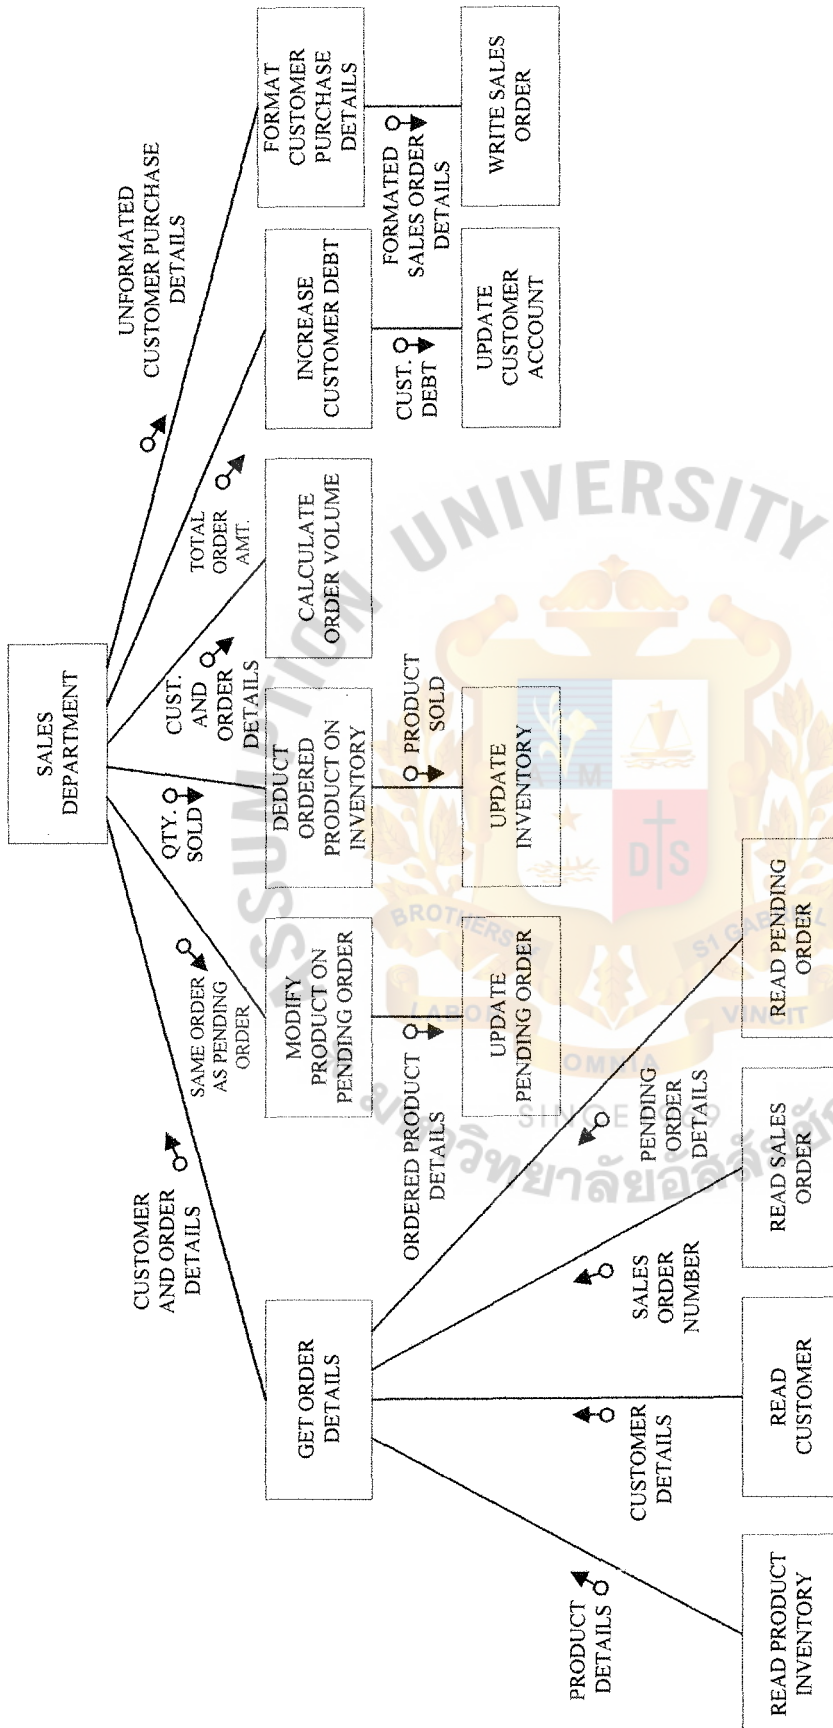 SALES
DEPARTMENT
CUSTOMER
AND ORDER
DETAILS
SAME ORDER
AS PENDING
ORDER
QTY.
SOLD
CUST.
AND
ORDER
DETAILS
TOTAL
ORDER
AMT.
UNFORMATED
CUSTOMER PURCHASE
DETAILS
GET ORDER
DETAILS
MODIFY
PRODUCT ON
PENDING ORDER
DEDUCT
ORDERED
PRODUCT ON
INVENTORY
CALCULATE
ORDER VOLUME
INCREASE
CUSTOMER DEBT
FORMAT
CUSTOMER
PURCHASE
DETAILS
ORDERED PRODUCT
DETAILS
PRODUCT
SOLD
CUST.
DEBT
FORMATED
SALES ORDER
DETAILS
UPDATE
PENDING ORDER
UPDATE
INVENTORY
UPDATE
CUSTOMER
ACCOUNT
WRITE SALES
ORDER
PRODUCT
DETAILS
CUSTOMER
DETAILS
SALES
ORDER
NUMBER
PENDING
ORDER
DETAILS
READ PRODUCT
INVENTORY
READ
CUSTOMER
READ SALES
ORDER
READ PENDING
ORDER
ASSUMPTION UNIVERSITY
A M
D S
BROTHERS
ST GABRIEL
LABOR
OMNIA
VINCIT